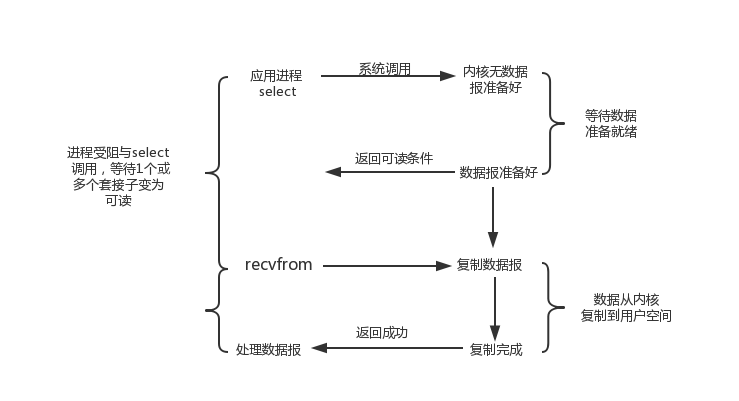 应用进程
select
系统调用
内核无数据
报准备好
等待数据
准备就绪
进程受阻与select
调用，等待1个或
多个套接子变为
可读
返回可读条件
数据报准备好
recvfrom
复制数据报
数据从内核
复制到用户空间
处理数据报
返回成功
复制完成